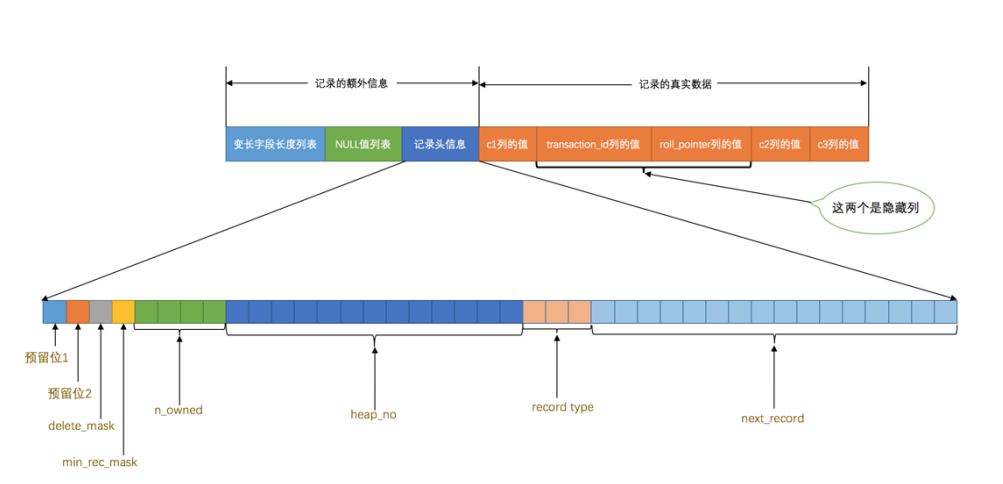 记录的额外信息
记录的真实数据
变长字段长度列表
NULL值列表
记录头信息
c1列的值
transaction_id列的值
roll_pointer列的值
c2列的值
c3列的值
这两个是隐藏列
预留位1
预留位2
delete_mask
min_rec_mask
n_owned
heap_no
record type
next_record